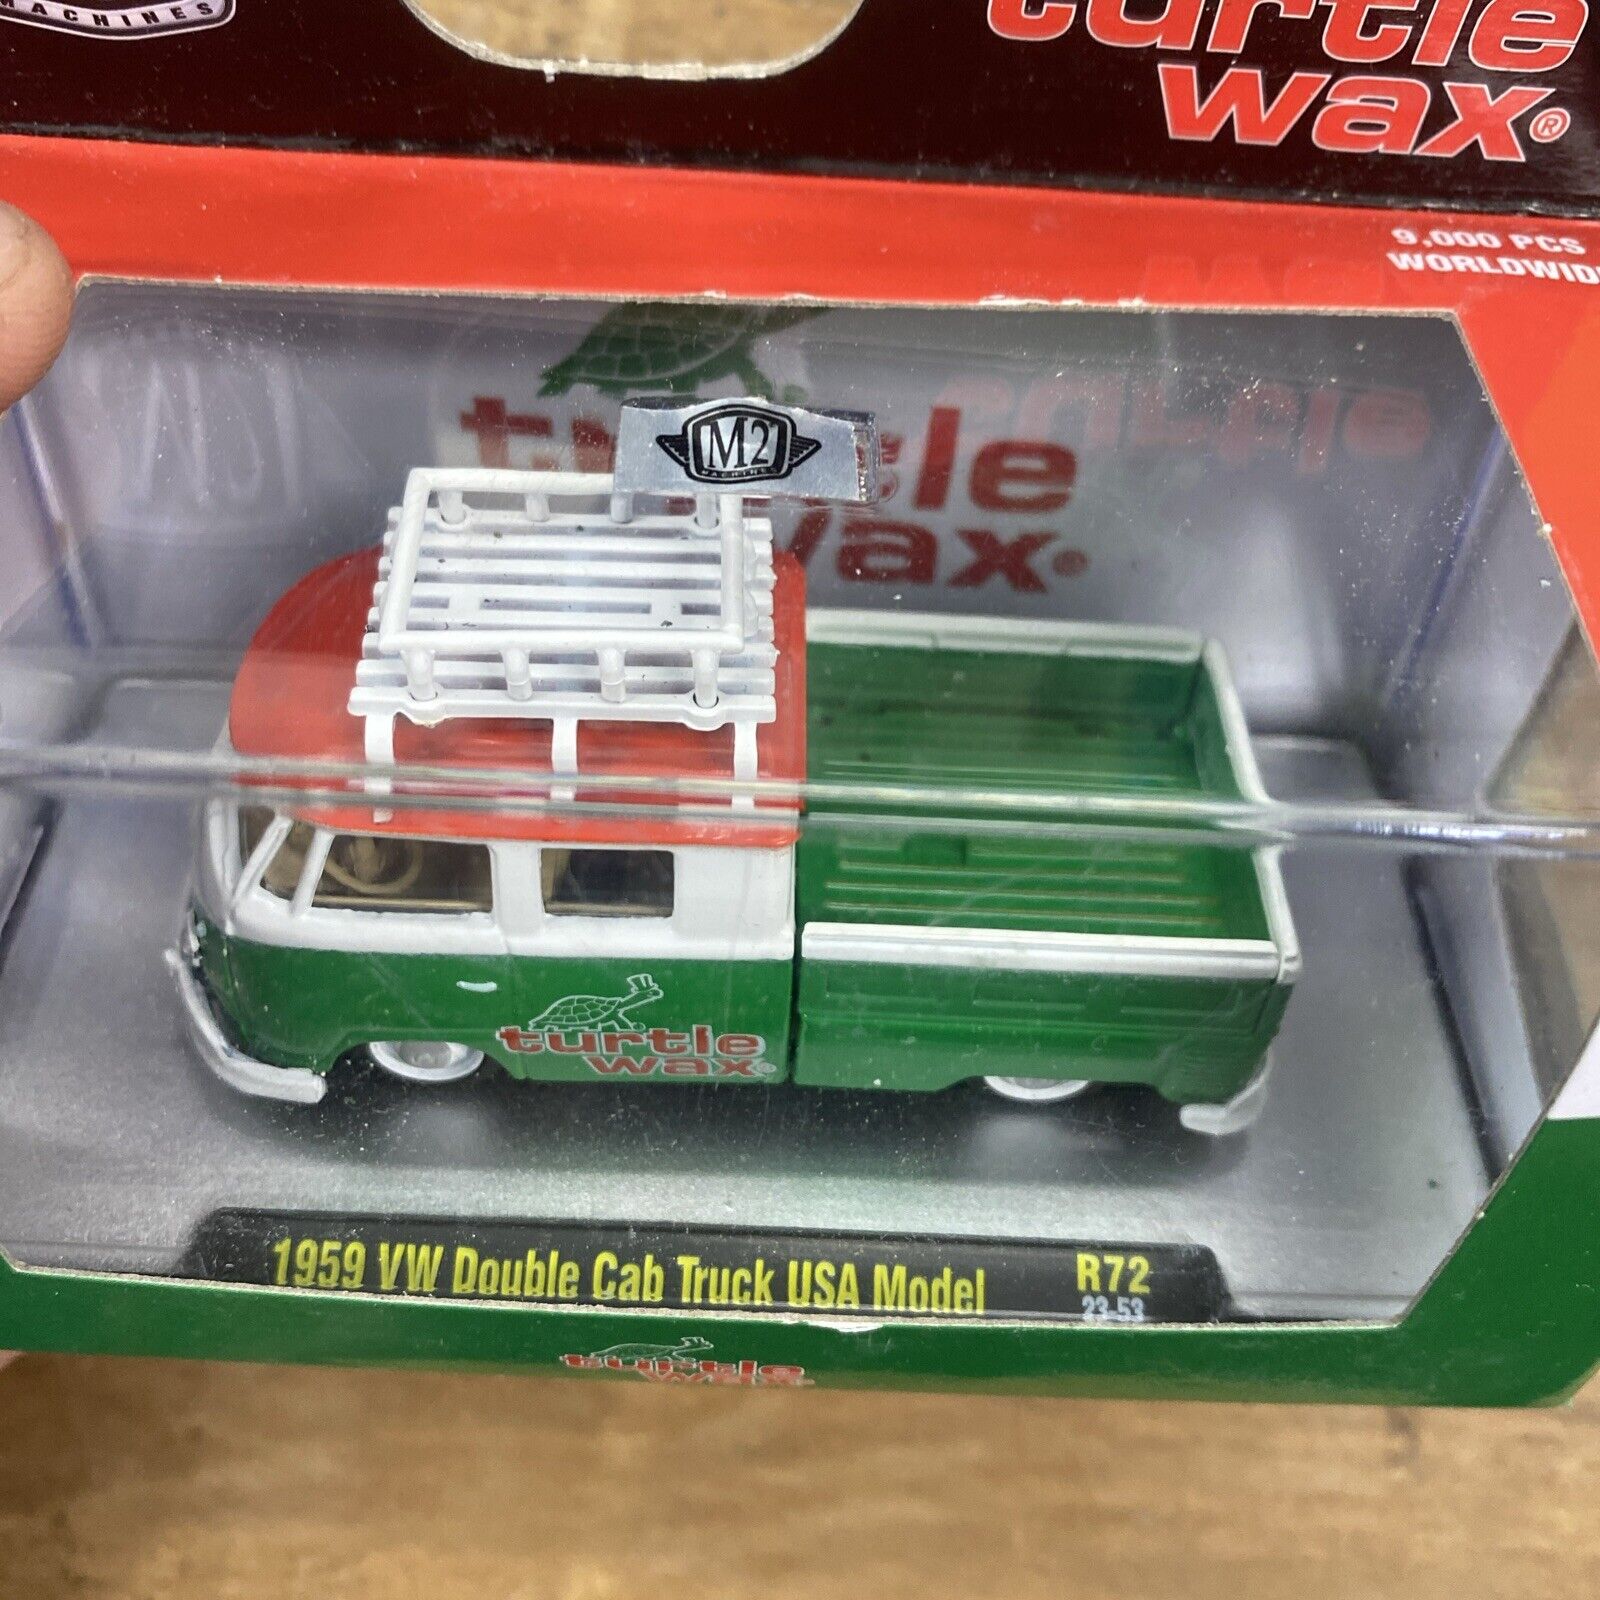 MACHINES
turtle
wax®
9,000 PCS
WORLDWIDE
turtle
wax®
M2
MACHINES
turtle
wax®
1959 VW Double Cab Truck USA Model R72
23-53
turtle
wax